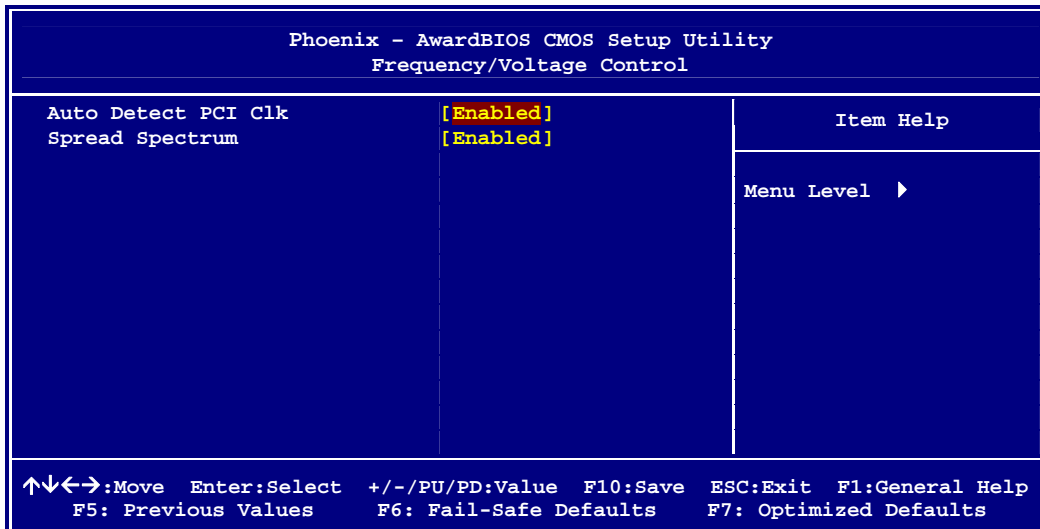 Phoenix – AwardBIOS CMOS Setup Utility
Frequency/Voltage Control
Auto Detect PCI Clk [Enabled]
Spread Spectrum [Enabled]
Item Help
Menu Level ▶
↑↓←→:Move Enter:Select +/-/PU/PD:Value F10:Save ESC:Exit F1:General Help
F5: Previous Values F6: Fail-Safe Defaults F7: Optimized Defaults